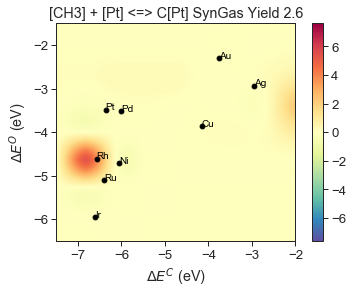 [CH3] + [Pt] <=> C[Pt] SynGas Yield 2.6
−2
−3
−4
−5
−6
ΔE^O (eV)
Au
Ag
Pt
Pd
Cu
Rh
Ni
Ru
Ir
−7
−6
−5
−4
−3
−2
ΔE^C (eV)
6
4
2
0
−2
−4
−6